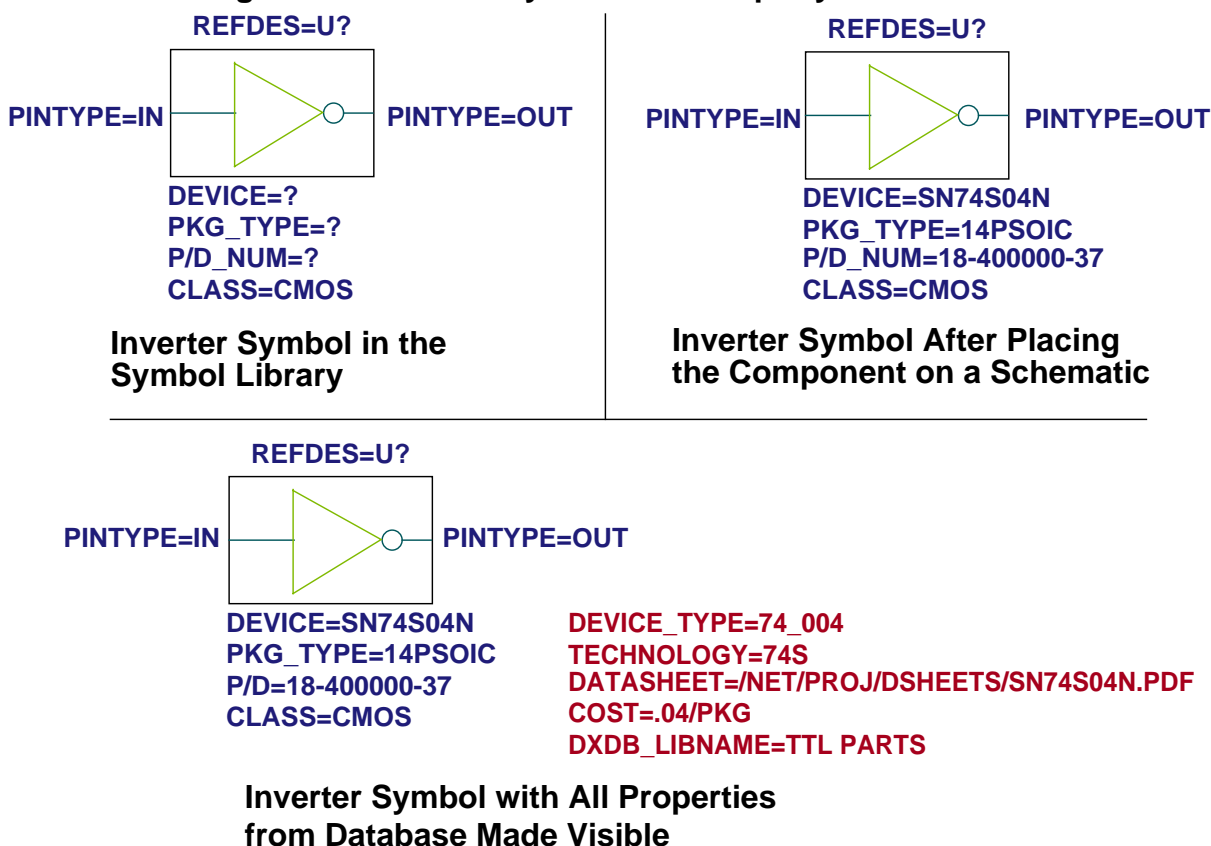 REFDES=U?
PINTYPE=IN
PINTYPE=OUT
DEVICE=?
PKG_TYPE=?
P/D_NUM=?
CLASS=CMOS
Inverter Symbol in the
Symbol Library
REFDES=U?
PINTYPE=IN
PINTYPE=OUT
DEVICE=SN74S04N
PKG_TYPE=14PSOIC
P/D_NUM=18-400000-37
CLASS=CMOS
Inverter Symbol After Placing
the Component on a Schematic
REFDES=U?
PINTYPE=IN
PINTYPE=OUT
DEVICE=SN74S04N
PKG_TYPE=14PSOIC
P/D=18-400000-37
CLASS=CMOS
DEVICE_TYPE=74_004
TECHNOLOGY=74S
DATASHEET=/NET/PROJ/DSHEETS/SN74S04N.PDF
COST=.04/PKG
DXDB_LIBNAME=TTL PARTS
Inverter Symbol with All Properties
from Database Made Visible